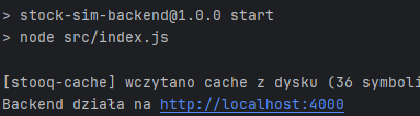 > stock-sim-backend@1.0.0 start
> node src/index.js
[stooq-cache] wczytano cache z dysku (36 symboli
Backend działa na http://localhost:4000